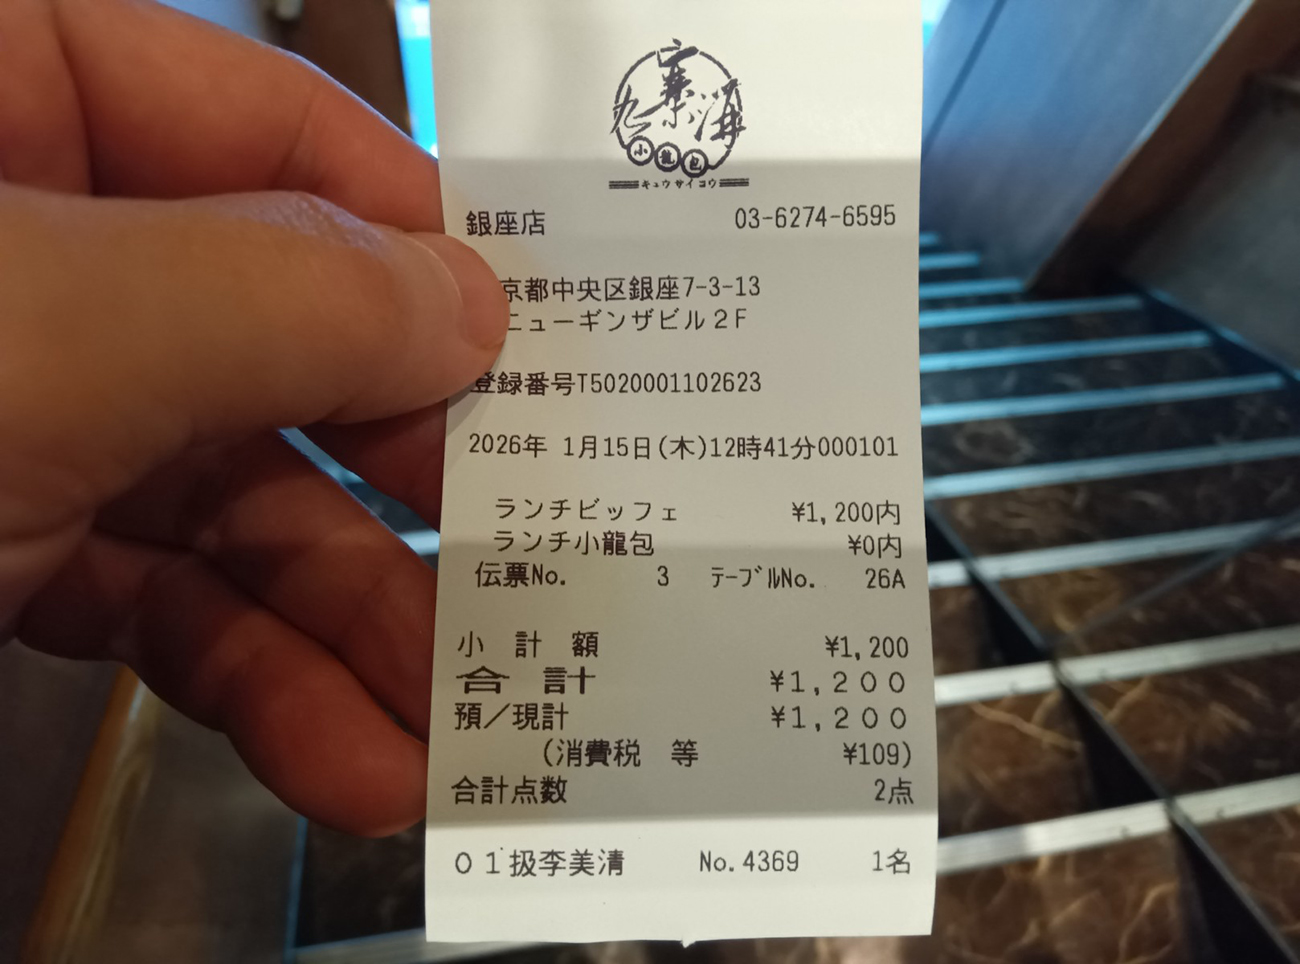 九寨溝
小龍包
キュウサイコウ
銀座店 03-6274-6595
京都中央区銀座7-3-13
ニューギンザビル2F
登録番号T5020001102623
2026年 1月15日(木)12時41分000101
ランチビッフェ ¥1,200内
ランチ小龍包 ¥0内
伝票No. 3 テーブルNo. 26A
小計額 ¥1,200
合計 ¥1,200
預/現計 ¥1,200
(消費税 等 ¥109)
合計点数 2点
01扱李美清 No.4369 1名